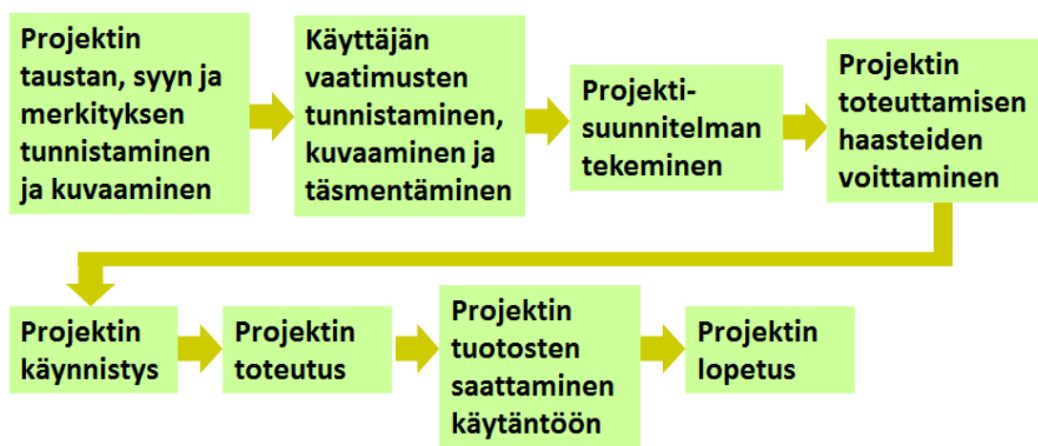 Projektin
taustan, syyn ja
merkityksen
tunnistaminen
ja kuvaaminen
Käyttäjän
vaatimusten
tunnistaminen,
kuvaaminen ja
täsmentäminen
Projekti-
suunnitelman
tekeminen
Projektin
toteuttamisen
haasteiden
voittaminen
Projektin
käynnistys
Projektin
toteutus
Projektin
tuotosten
saattaminen
käytäntöön
Projektin
lopetus